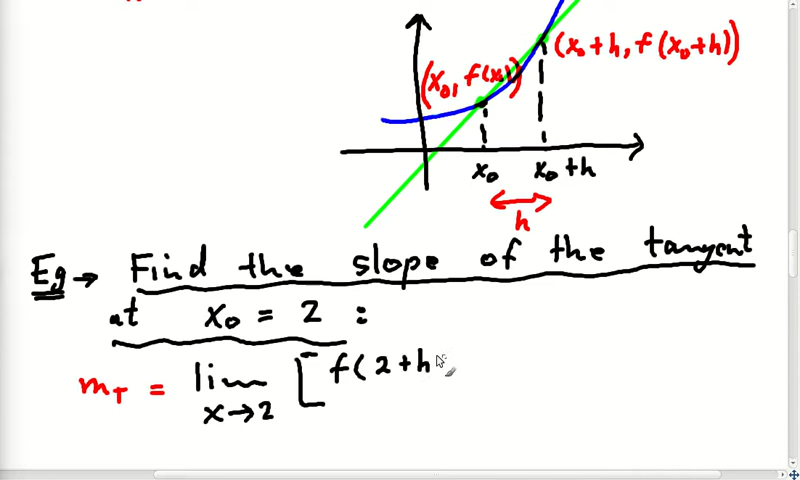 (x₀+h, f(x₀+h))
(x₀, f(x₀))
x₀ x₀+h
h
Eg → Find the slope of the tangent
at x₀ = 2 :
m_T = lim [ f(2+h
x→2